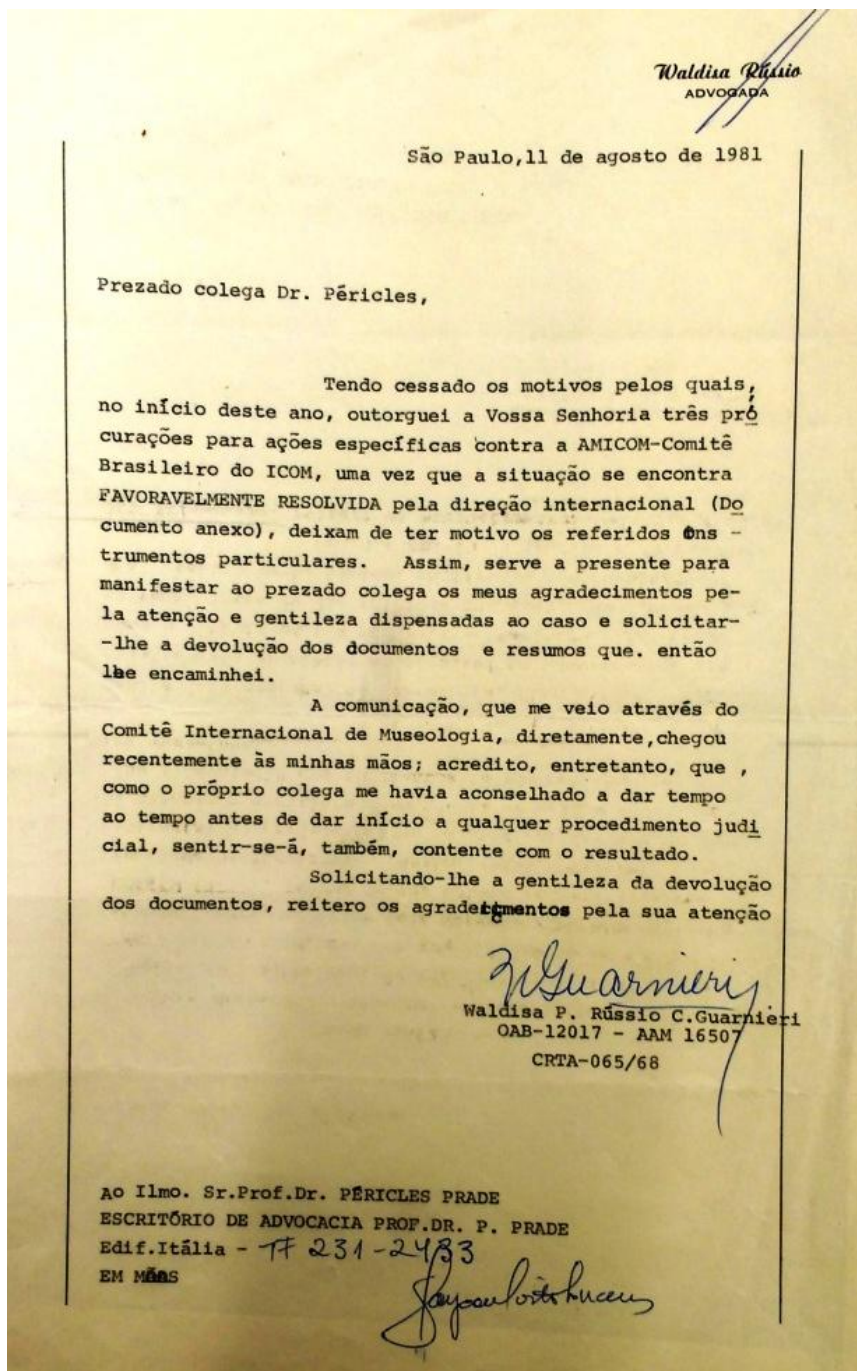 Waldisa Rússio
ADVOGADA
São Paulo,11 de agosto de 1981
Prezado colega Dr. Péricles,
Tendo cessado os motivos pelos quais,
no início deste ano, outorguei a Vossa Senhoria três pró
curações para ações específicas contra a AMICOM-Comitê
Brasileiro do ICOM, uma vez que a situação se encontra
FAVORAVELMENTE RESOLVIDA pela direção internacional (Do
cumento anexo), deixam de ter motivo os referidos ins -
trumentos particulares. Assim, serve a presente para
manifestar ao prezado colega os meus agradecimentos pe-
la atenção e gentileza dispensadas ao caso e solicitar-
-lhe a devolução dos documentos e resumos que. então
lhe encaminhei.
A comunicação, que me veio através do
Comitê Internacional de Museologia, diretamente,chegou
recentemente às minhas mãos; acredito, entretanto, que ,
como o próprio colega me havia aconselhado a dar tempo
ao tempo antes de dar início a qualquer procedimento judi
cial, sentir-se-á, também, contente com o resultado.
Solicitando-lhe a gentileza da devolução
dos documentos, reitero os agradecimentos pela sua atenção
WGuarnieri
Waldisa P. Rússio C.Guarnieri
OAB-12017 - AAM 16507
CRTA-065/68
AO Ilmo. Sr.Prof.Dr. PÉRICLES PRADE
ESCRITÓRIO DE ADVOCACIA PROF.DR. P. PRADE
Edif.Itália - TF 231-2433
EM MÃOS